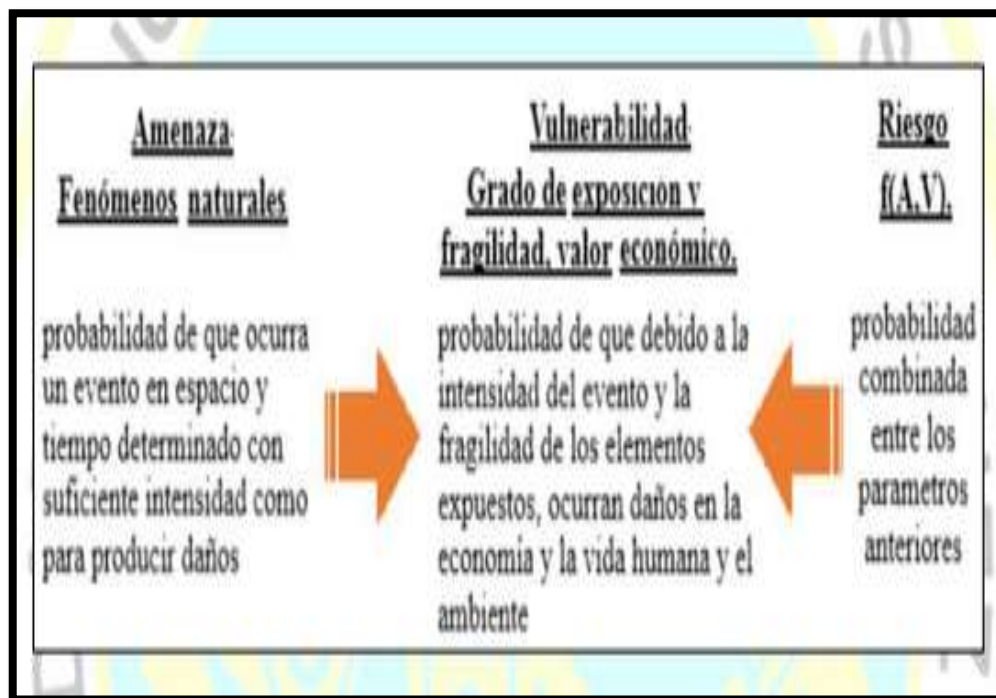 Amenaza
Fenómenos naturales
probabilidad de que ocurra
un evento en espacio y
tiempo determinado con
suficiente intensidad como
para producir daños
Vulnerabilidad
Grado de exposicion y
fragilidad, valor económico.
probabilidad de que debido a la
intensidad del evento y la
fragilidad de los elementos
expuestos, ocurran daños en la
economia y la vida humana y el
ambiente
Riesgo
f(A,V).
probabilidad
combinada
entre los
parametros
anteriores